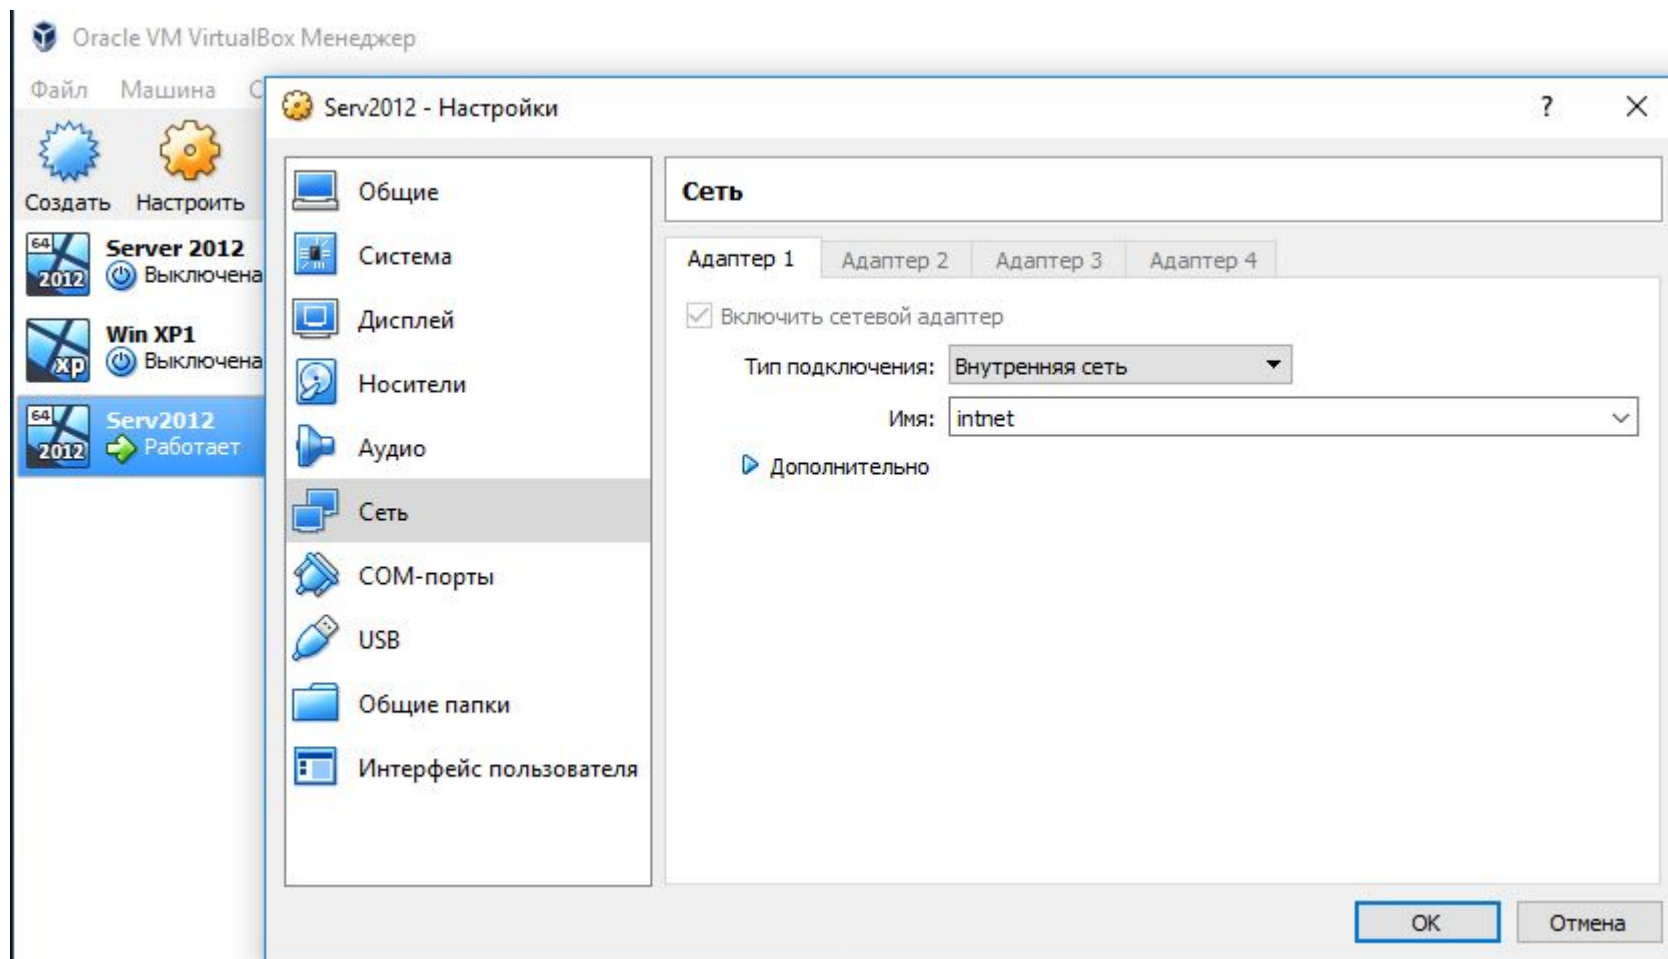 Oracle VM VirtualBox Менеджер
Файл Машина С
Создать Настроить
64 2012 Server 2012
Выключена
xp Win XP1
Выключена
64 2012 Serv2012
Работает
Serv2012 - Настройки ? ×
Общие
Система
Дисплей
Носители
Аудио
Сеть
COM-порты
USB
Общие папки
Интерфейс пользователя
Сеть
Адаптер 1 Адаптер 2 Адаптер 3 Адаптер 4
Включить сетевой адаптер
Тип подключения: Внутренняя сеть
Имя: intnet
Дополнительно
OK Отмена